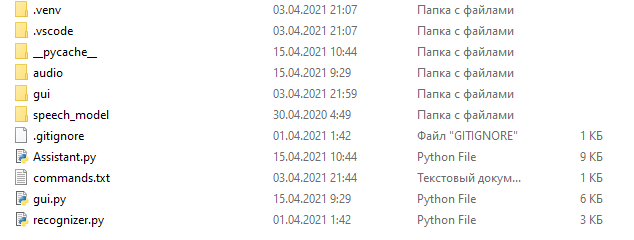 .venv 03.04.2021 21:07 Папка с файлами
.vscode 03.04.2021 21:07 Папка с файлами
__pycache__ 15.04.2021 10:44 Папка с файлами
audio 15.04.2021 9:29 Папка с файлами
gui 03.04.2021 21:59 Папка с файлами
speech_model 30.04.2020 4:49 Папка с файлами
.gitignore 01.04.2021 1:42 Файл "GITIGNORE" 1 КБ
Assistant.py 15.04.2021 10:44 Python File 9 КБ
commands.txt 03.04.2021 21:44 Текстовый докум... 1 КБ
gui.py 15.04.2021 9:29 Python File 6 КБ
recognizer.py 01.04.2021 1:42 Python File 3 КБ